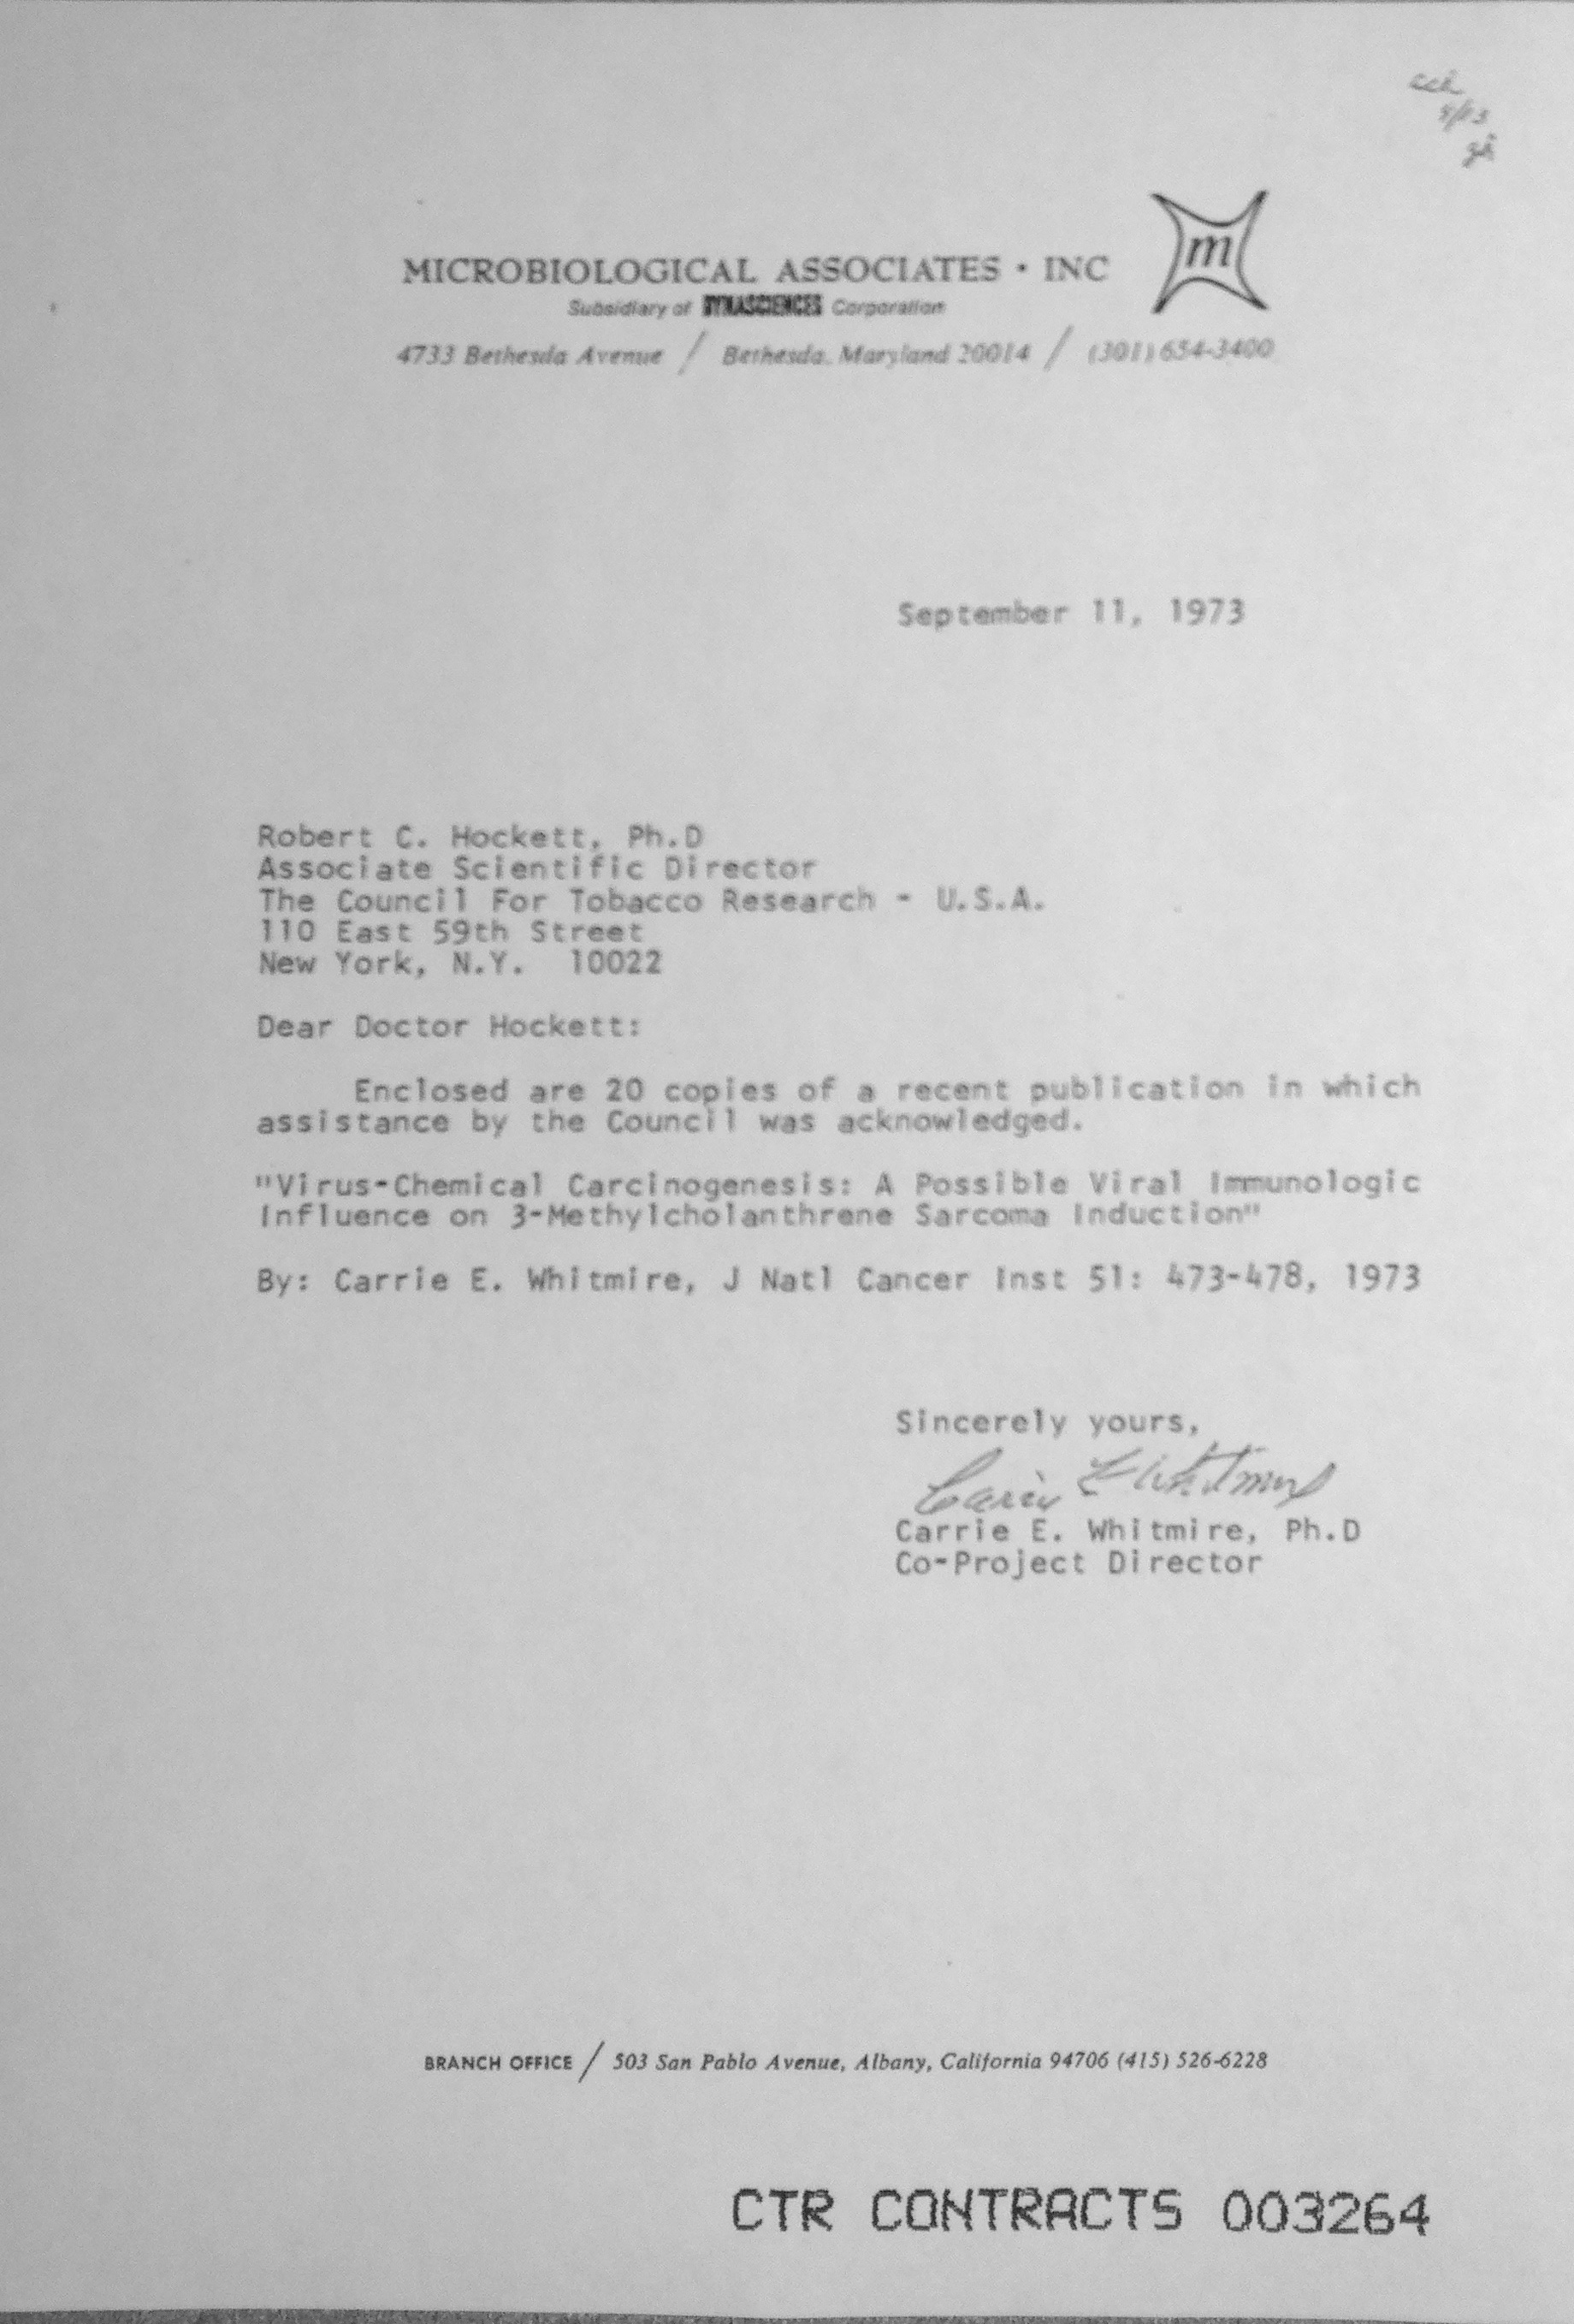 ack
9/13
MICROBIOLOGICAL ASSOCIATES · INC
m
Subsidiary of DYNASCIENCES Corporation
4733 Bethesda Avenue / Bethesda, Maryland 20014 / (301) 654-3400
September 11, 1973
Robert C. Hockett, Ph.D
Associate Scientific Director
The Council For Tobacco Research - U.S.A.
110 East 59th Street
New York, N.Y.  10022
Dear Doctor Hockett:
Enclosed are 20 copies of a recent publication in which
assistance by the Council was acknowledged.
"Virus-Chemical Carcinogenesis: A Possible Viral Immunologic
Influence on 3-Methylcholanthrene Sarcoma Induction"
By: Carrie E. Whitmire, J Natl Cancer Inst 51: 473-478, 1973
Sincerely yours,
Carrie E Whitmire
Carrie E. Whitmire, Ph.D
Co-Project Director
BRANCH OFFICE / 503 San Pablo Avenue, Albany, California 94706 (415) 526-6228
CTR CONTRACTS 003264